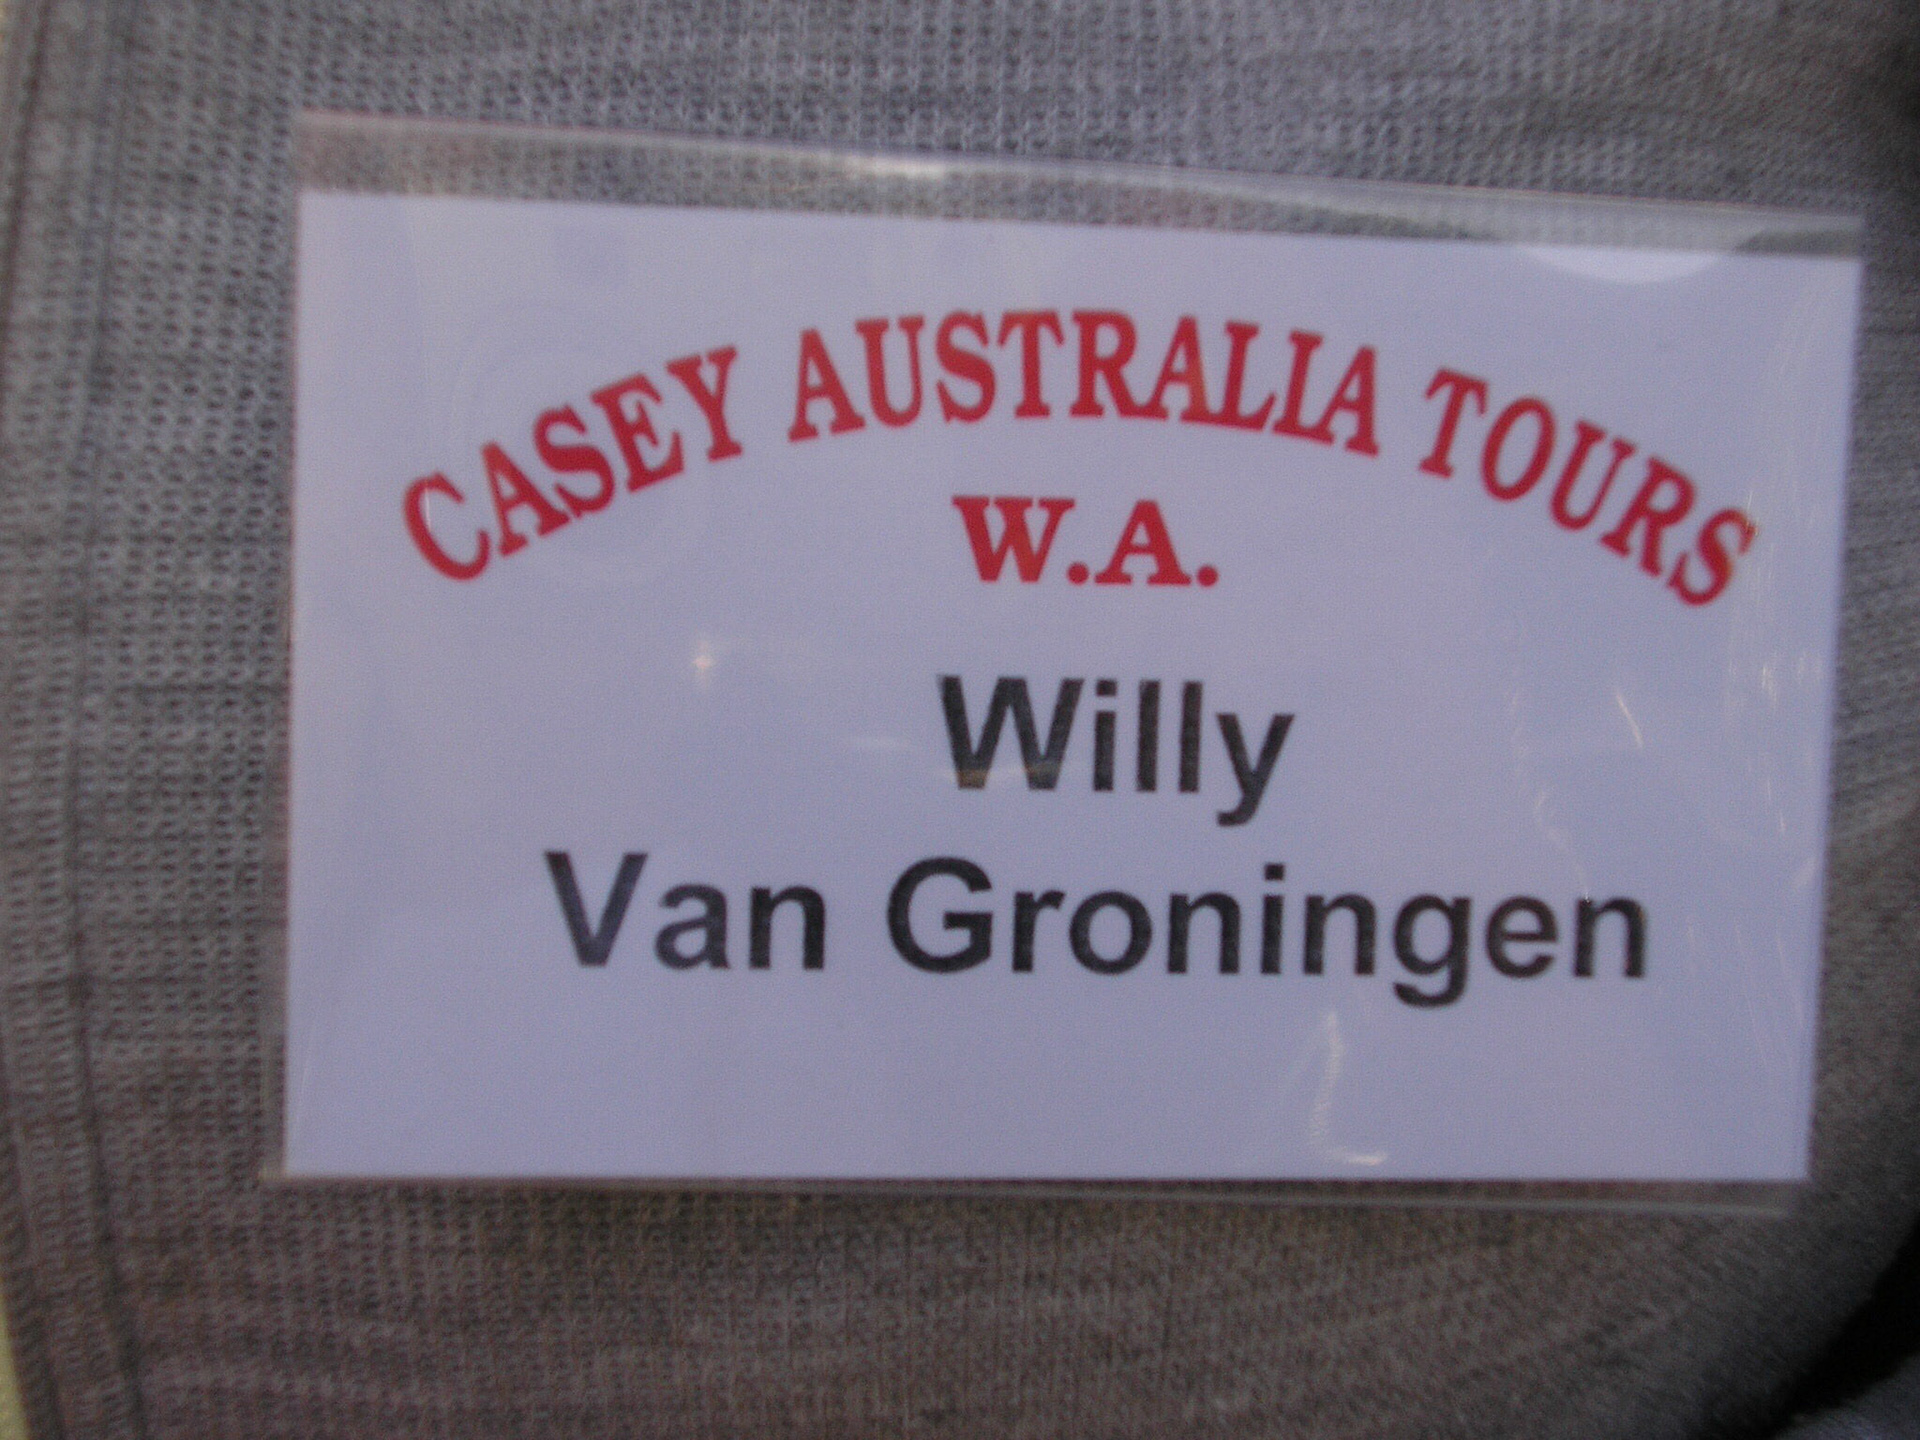 CASEY AUSTRALIA TOURS
W.A.
Willy
Van Groningen